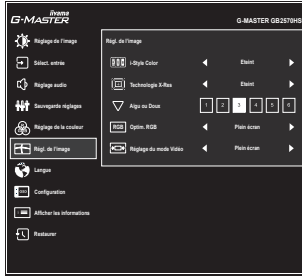 iiyama
G-MASTER
G-MASTER GB2570HS
Réglage de l'image
Régl. de l'image
Sélect. entrée
i-Style Color
Eteint
Réglage audio
Technologie X-Res
Eteint
Sauvegarde réglages
Aigu ou Doux
1 2 3 4 5 6
Réglage de la couleur
RGB
Optim. RGB
Plein écran
Régl. de l'image
Réglage du mode Vidéo
Plein écran
Langue
OSD
Configuration
Afficher les informations
Restaurer